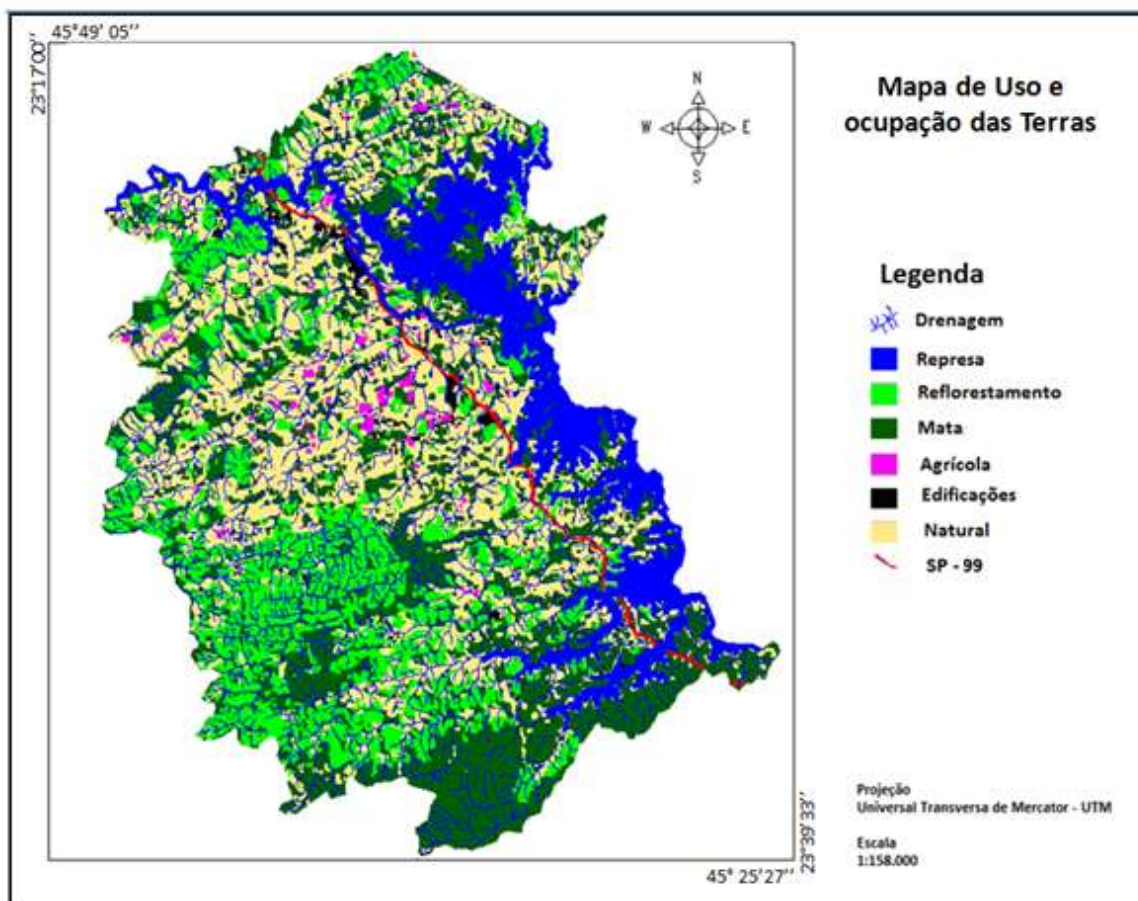 45°49' 05''
23°17'00''
N
W
E
S
Mapa de Uso e
ocupação das Terras
Legenda
Drenagem
Represa
Reflorestamento
Mata
Agrícola
Edificações
Natural
SP - 99
Projeção
Universal Transversa de Mercator - UTM
Escala
1:158.000
23°39'33''
45° 25'27''